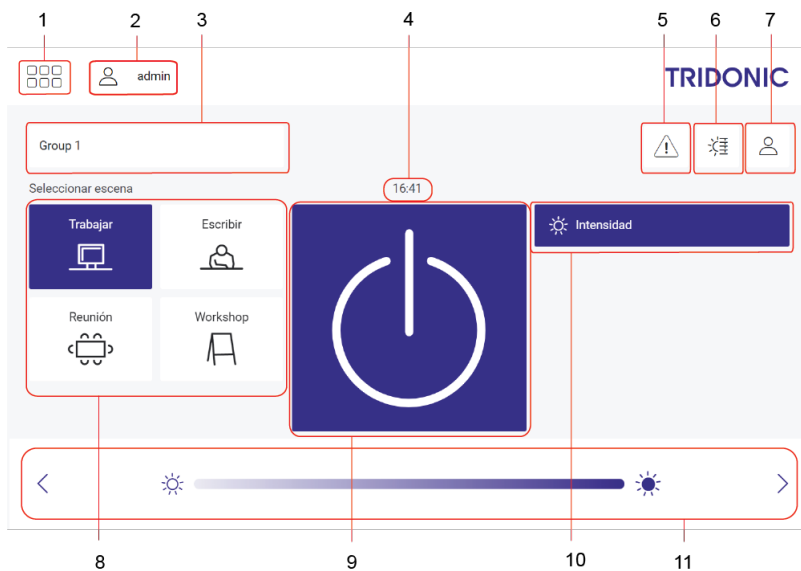 1 2 3 4 5 6 7
admin
TRIDONIC
Group 1
Seleccionar escena
16:41
Trabajar
Escribir
Intensidad
Reunión
Workshop
8 9 10 11